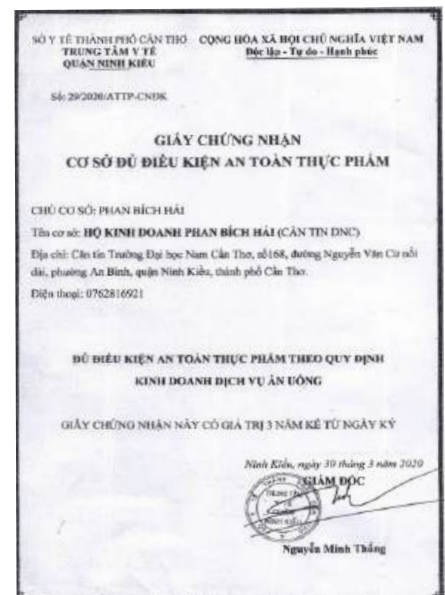 SỞ Y TẾ THÀNH PHỐ CẦN THƠ CỘNG HÒA XÃ HỘI CHỦ NGHĨA VIỆT NAM
TRUNG TÂM Y TẾ Độc lập - Tự do - Hạnh phúc
QUẬN NINH KIỀU
Số: 29/2020/ATTP-CNĐK
GIẤY CHỨNG NHẬN
CƠ SỞ ĐỦ ĐIỀU KIỆN AN TOÀN THỰC PHẨM
CHỦ CƠ SỞ: PHAN BÍCH HẢI
Tên cơ sở: HỘ KINH DOANH PHAN BÍCH HẢI (CĂN TIN DNC)
Địa chỉ: Căn tin Trường Đại học Nam Cần Thơ, số168, đường Nguyễn Văn Cừ nối
dài, phường An Bình, quận Ninh Kiều, thành phố Cần Thơ.
Điện thoại: 0762816921
ĐỦ ĐIỀU KIỆN AN TOÀN THỰC PHẨM THEO QUY ĐỊNH
KINH DOANH DỊCH VỤ ĂN UỐNG
GIẤY CHỨNG NHẬN NÀY CÓ GIÁ TRỊ 3 NĂM KỂ TỪ NGÀY KÝ
Ninh Kiều, ngày 30 tháng 3 năm 2020
GIÁM ĐỐC
TRUNG TÂM
Y TẾ
QUẬN
NINH KIỀU
Nguyễn Minh Thắng